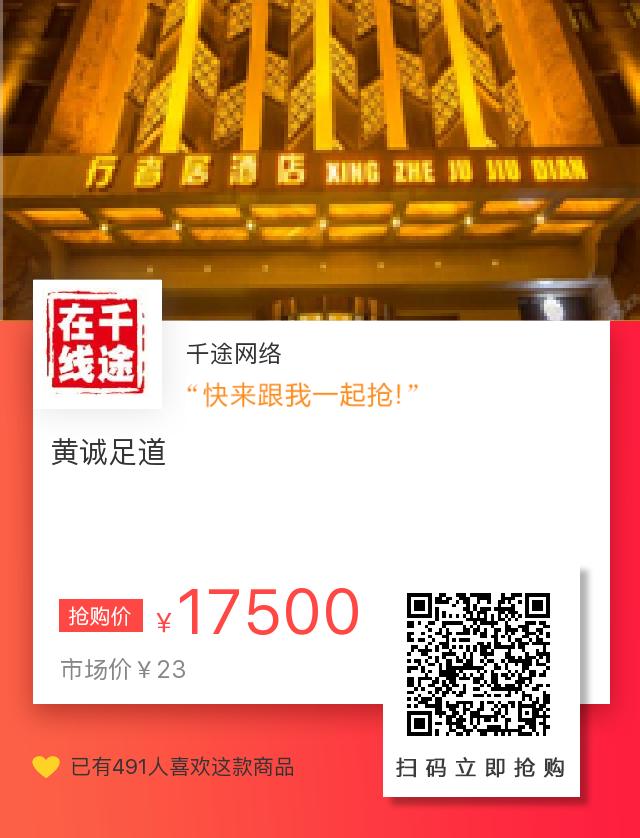 行者居酒店 XING ZHE JU JIU DIAN
千途
在线
千途网络
“快来跟我一起抢!”
黄诚足道
抢购价 ¥17500
市场价¥23
已有491人喜欢这款商品
扫码立即抢购